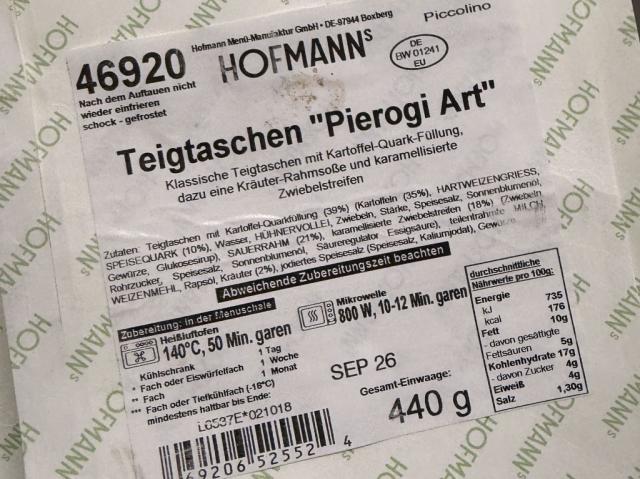 46920
Hofmann Menü-Manufaktur GmbH • DE-97944 Boxberg
Piccolino
HOFMANNS
DE
BW 01241
EU
Nach dem Auftauen nicht
wieder einfrieren
schock - gefrostet
Teigtaschen "Pierogi Art"
Klassische Teigtaschen mit Kartoffel-Quark-Füllung,
dazu eine Kräuter-Rahmsoße und karamellisierte
Zwiebelstreifen
Zutaten: Teigtaschen mit Kartoffel-Quarkfüllung (39%) (Kartoffeln (35%), HARTWEIZENGRIESS,
SPEISEQUARK (10%), Wasser, HÜHNERVOLLEI, Zwiebeln, Stärke, Speisesalz, Sonnenblumenöl,
Gewürze, Glukosesirup), SAUERRAHM (21%), karamellisierte Zwiebelstreifen (18%) (Zwiebeln,
Rohrzucker, Speisesalz, Sonnenblumenöl, Säureregulator, Essigsäure), teilentrahmte MILCH,
WEIZENMEHL, Rapsöl, Kräuter (2%), jodiertes Speisesalz (Speisesalz, Kaliumjodat), Gewürze
Abweichende Zubereitungszeit beachten
Zubereitung: in der Menuschale
Heißluftofen
140°C, 50 Min. garen
Mikrowelle
800 W, 10-12 Min. garen
Kühlschrank 1 Tag
* Fach oder Eiswürfelfach 1 Woche
** Fach 1 Monat
*** Fach oder Tiefkühlfach (-18°C)
mindestens haltbar bis Ende:
SEP 26
L6537E*021018
Gesamt-Einwaage:
440 g
durchschnittliche
Nährwerte pro 100g:
Energie
kJ 735
kcal 176
Fett 10g
- davon gesättigte
Fettsäuren 5g
Kohlenhydrate 17g
- davon Zucker 4g
Eiweiß 4g
Salz 1,30g
69206 52552 4
HOFMANNS
HOFMANNS
HOFMANNS
HOFMANNS
HOFMANNS